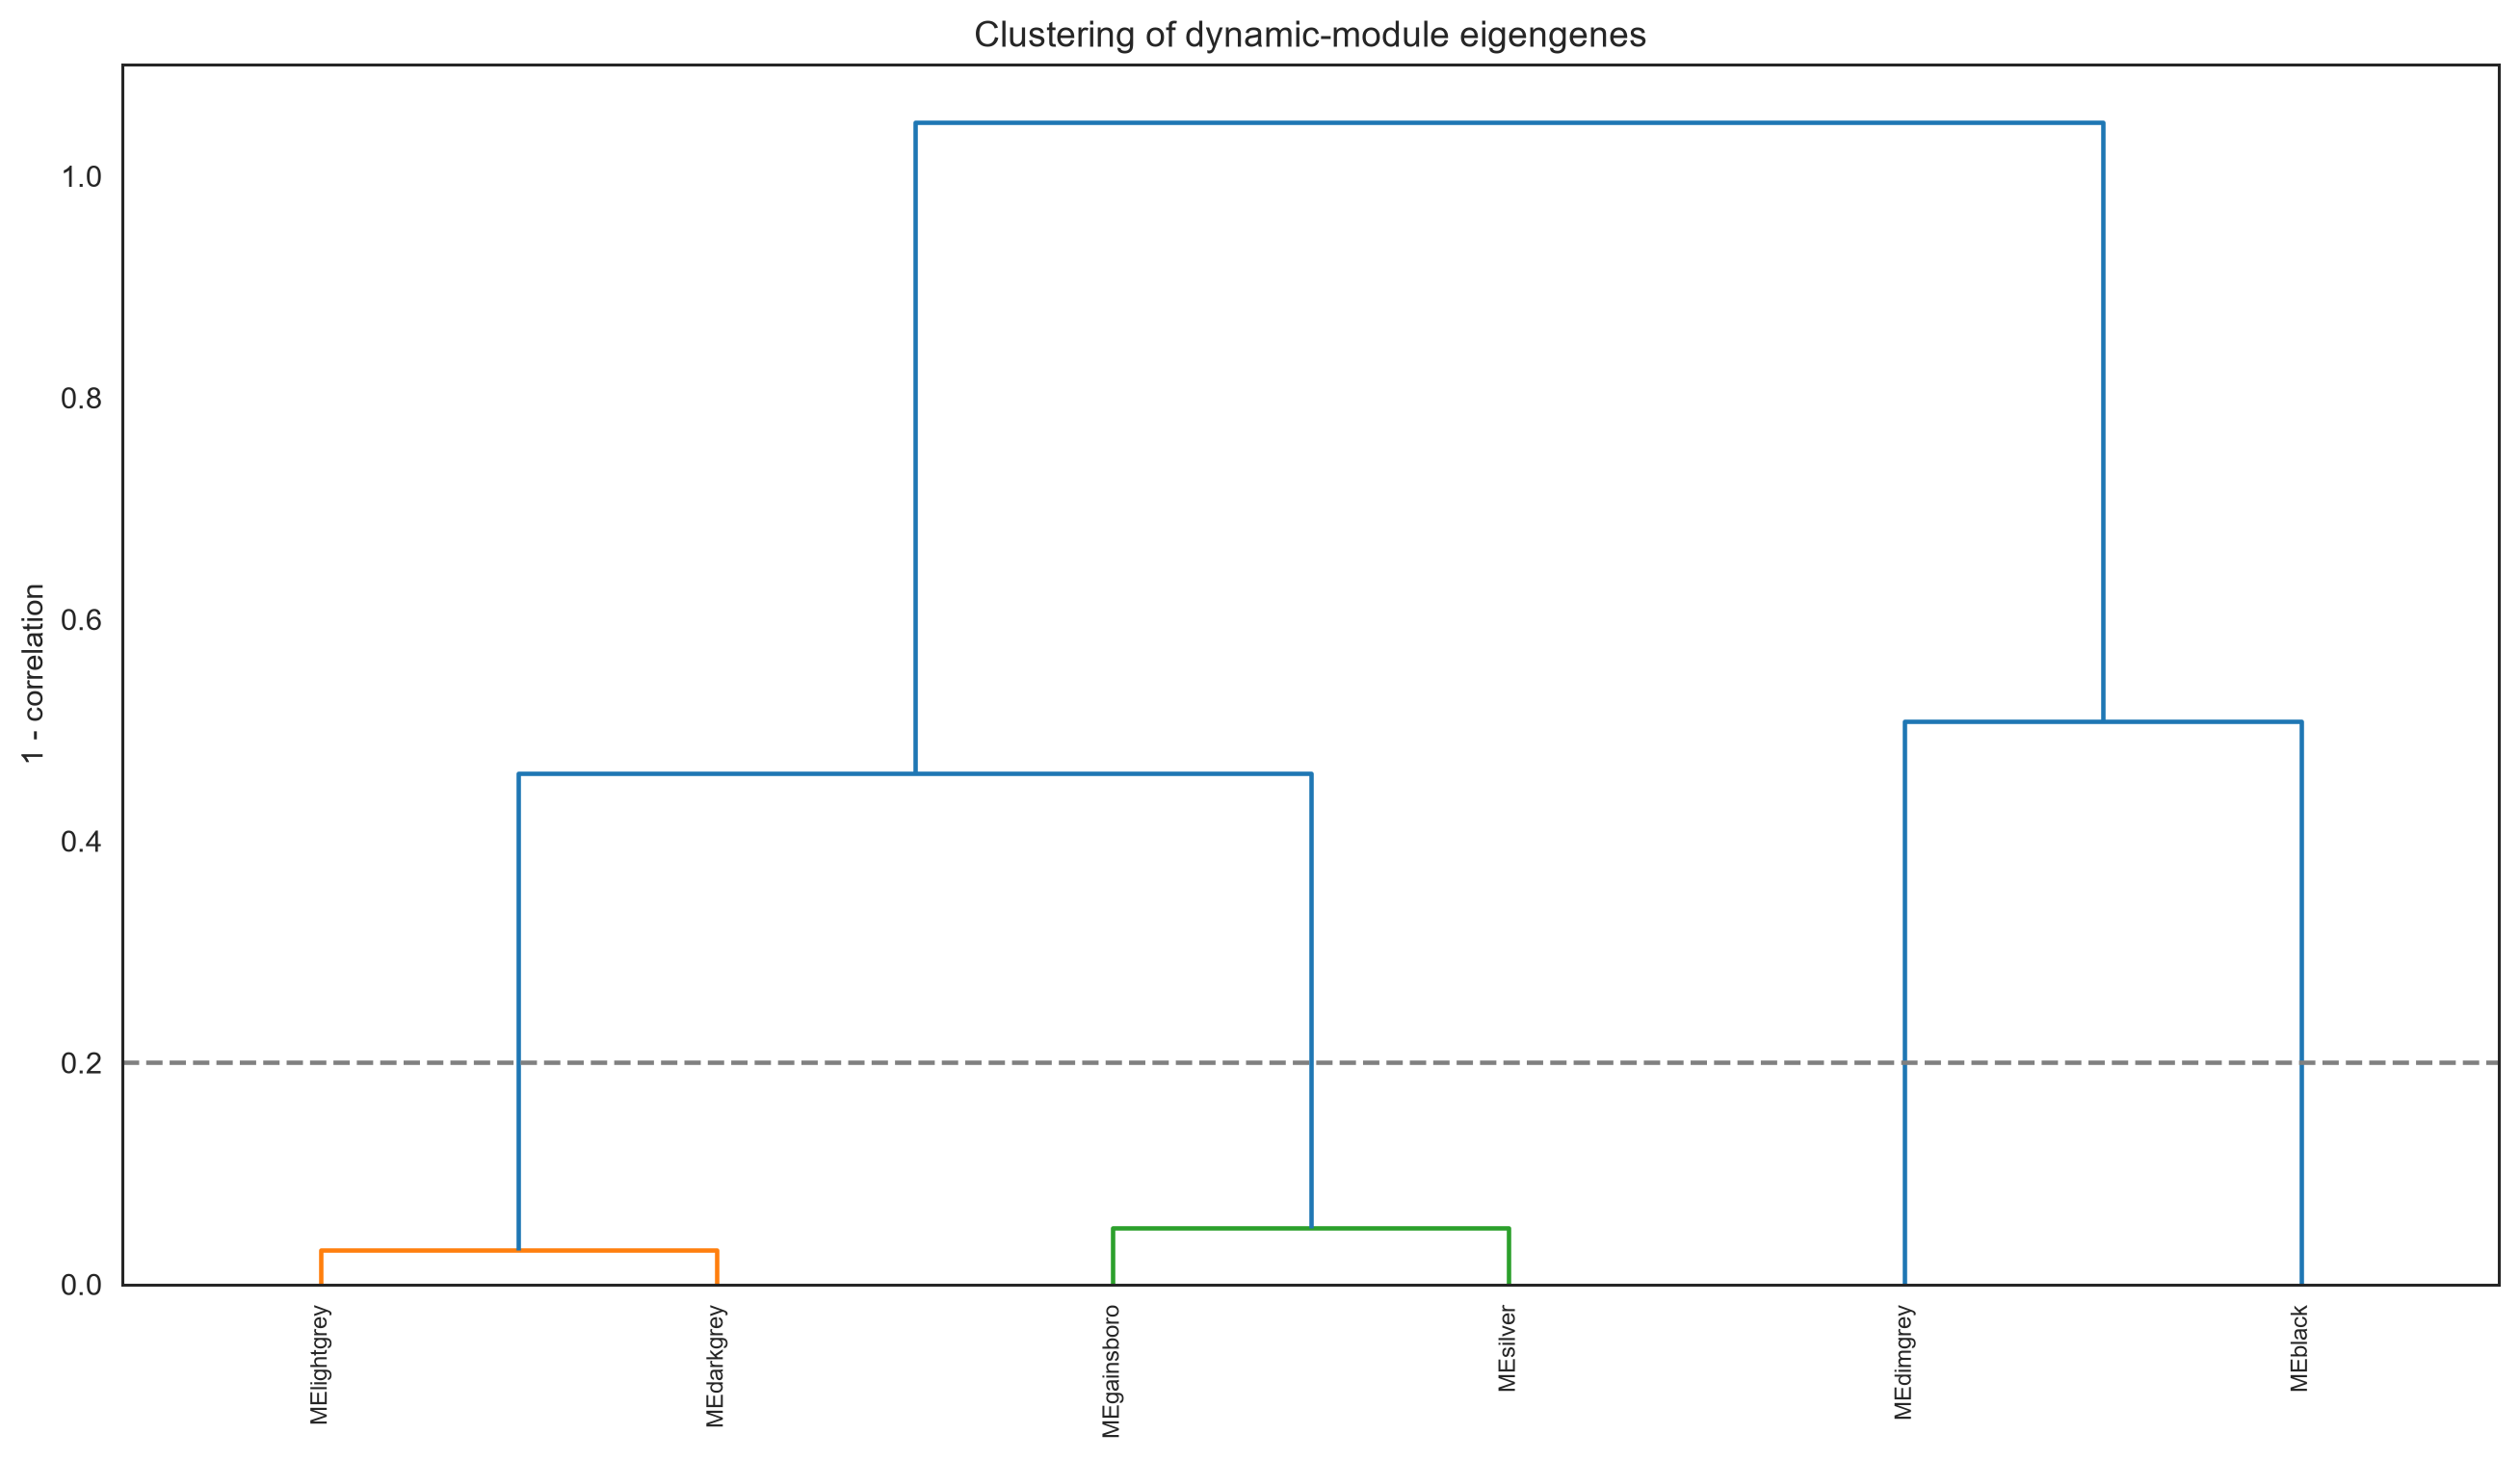 Clustering of dynamic-module eigengenes
1 - correlation
1.0
0.8
0.6
0.4
0.2
0.0
MElightgrey
MEdarkgrey
MEgainsboro
MEsilver
MEdimgrey
MEblack